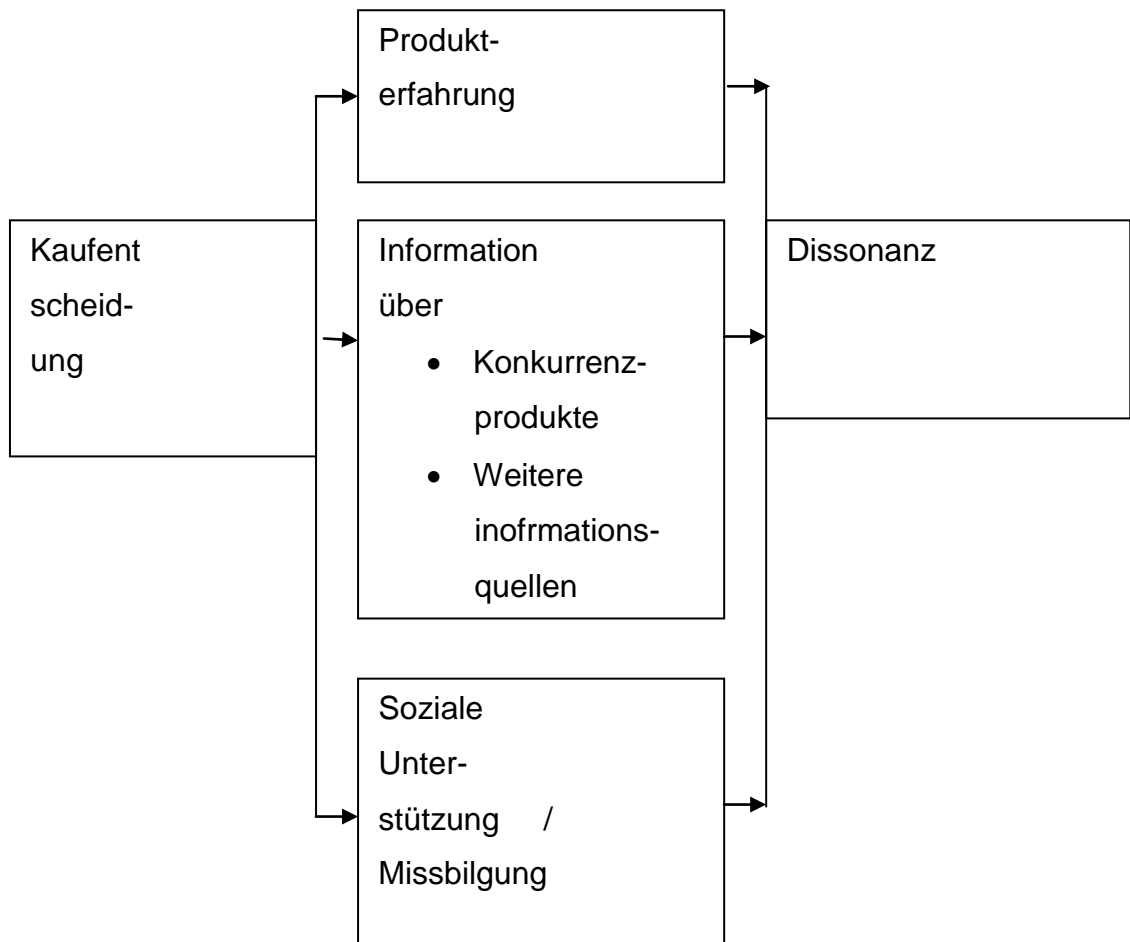 Produkt-
erfahrung
Kaufent
scheid-
ung
Information
über
• Konkurrenz-
produkte
• Weitere
inofrmations-
quellen
Dissonanz
Soziale
Unter-
stützung /
Missbilgung